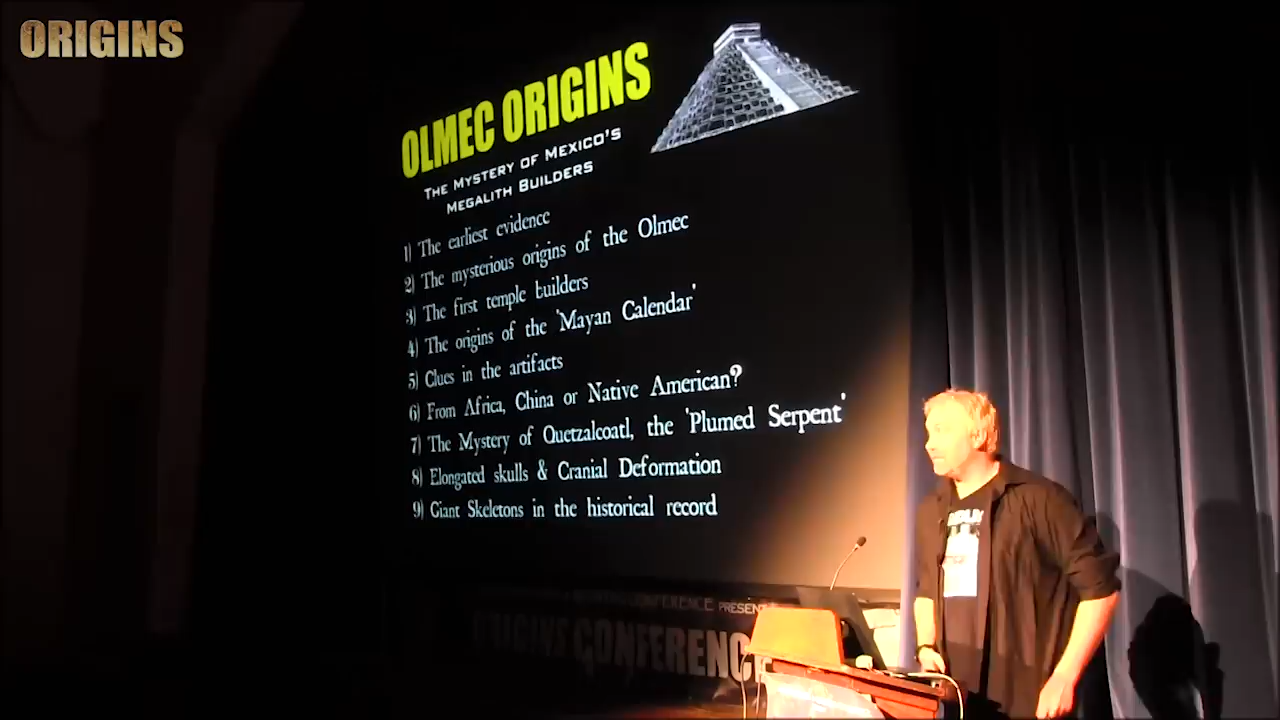 ORIGINS
OLMEC ORIGINS
The Mystery of Mexico's
Megalith Builders
1) The earliest evidence
2) The mysterious origins of the Olmec
3) The first temple builders
4) The origins of the 'Mayan Calendar'
5) Clues in the artifacts
6) From Africa, China or Native American?
7) The Mystery of Quetzalcoatl, the 'Plumed Serpent'
8) Elongated skulls & Cranial Deformation
9) Giant Skeletons in the historical record
CONFERENCE PRESENT
ORIGINS CONFERENCE